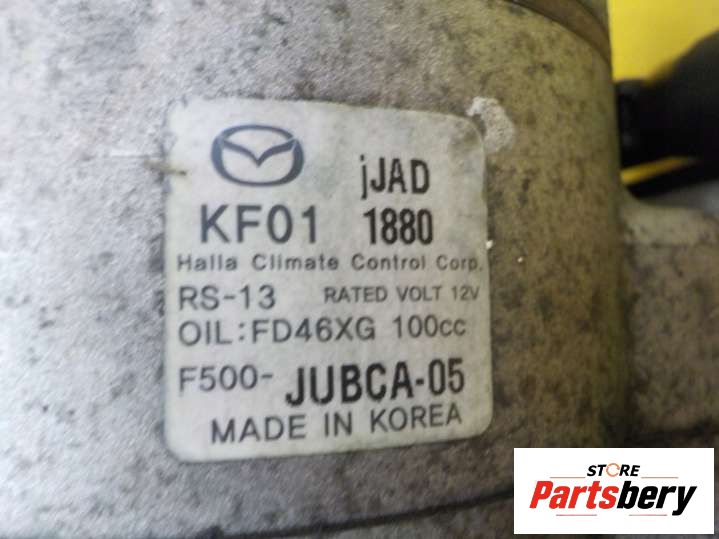 jJAD
KF01 1880
Halla Climate Control Corp.
RS-13 RATED VOLT 12V
OIL:FD46XG 100cc
F500-JUBCA-05
MADE IN KOREA
STORE
Partsbery